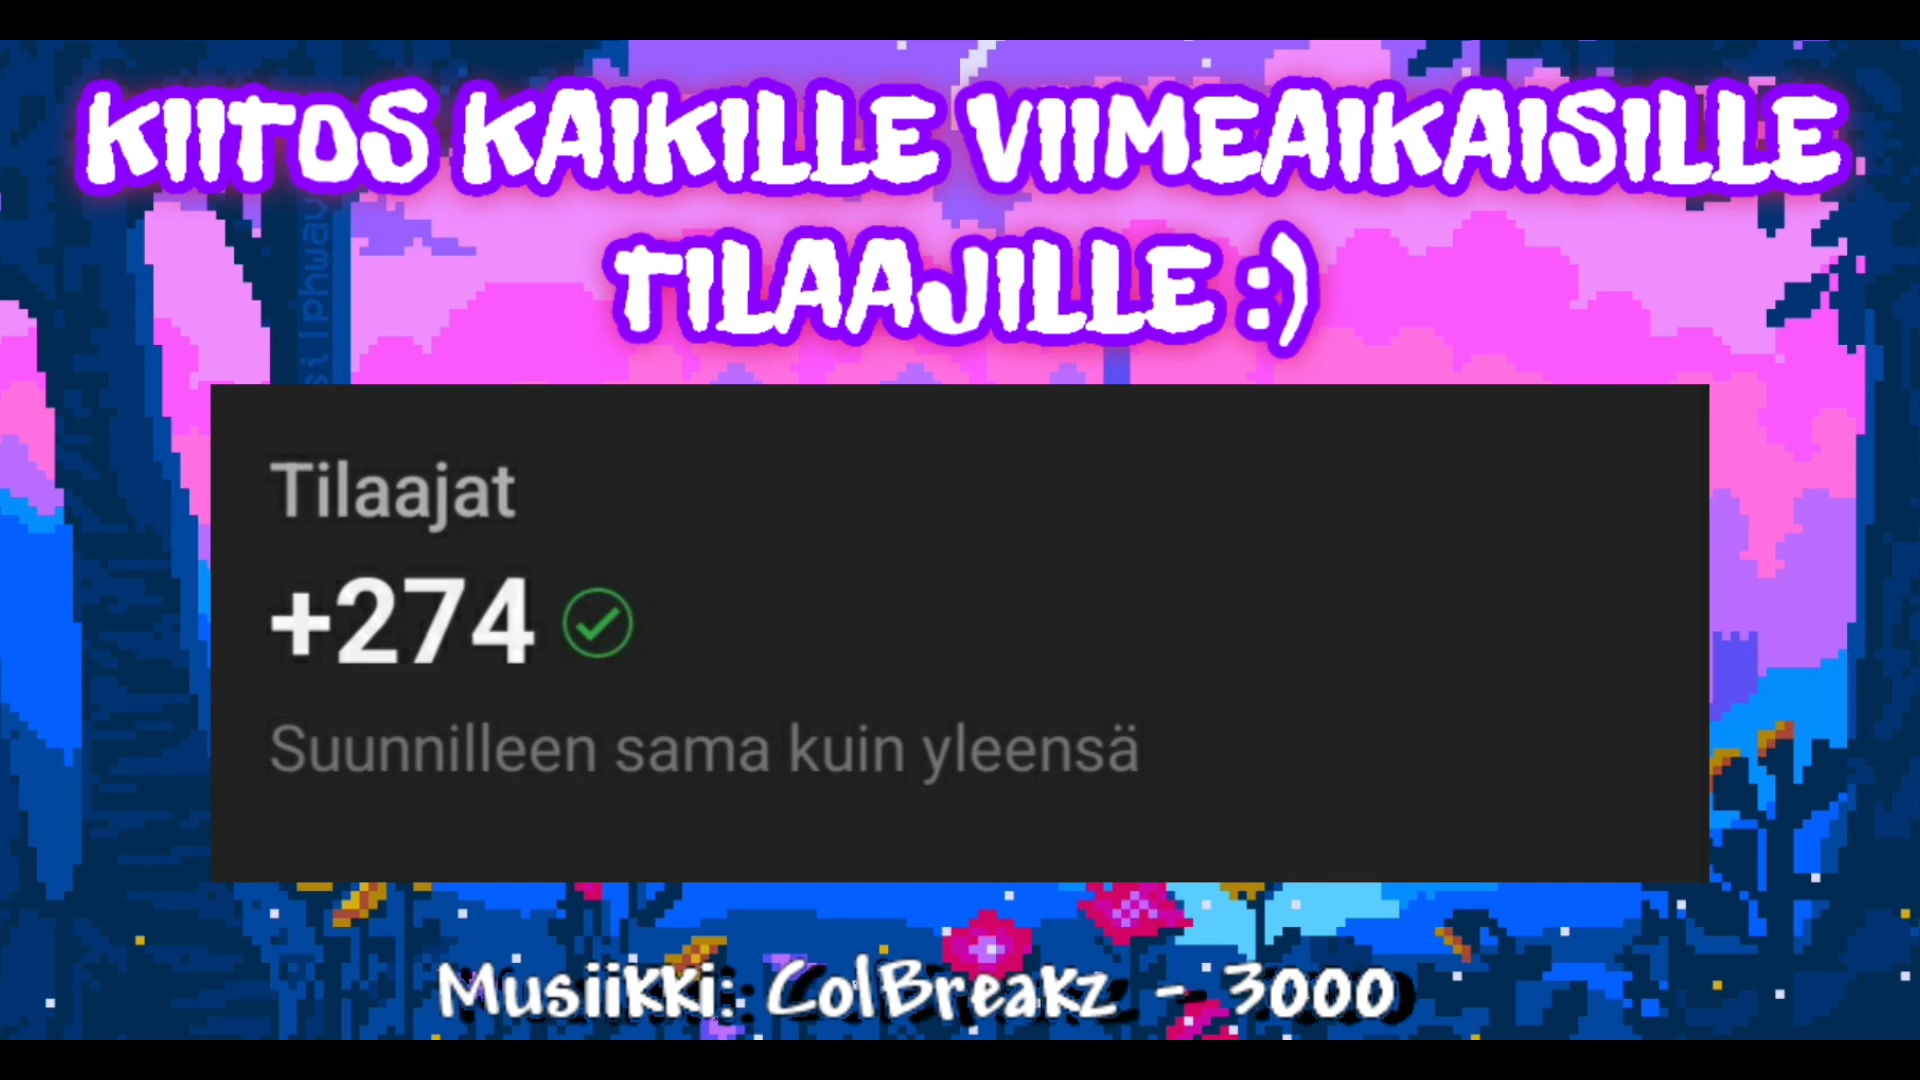 KIITOS KAIKILLE VIIMEAIKAISILLE
TILAAJILLE :)
Tilaajat
+274
Suunnilleen sama kuin yleensä
Musiikki: ColBreakz - 3000